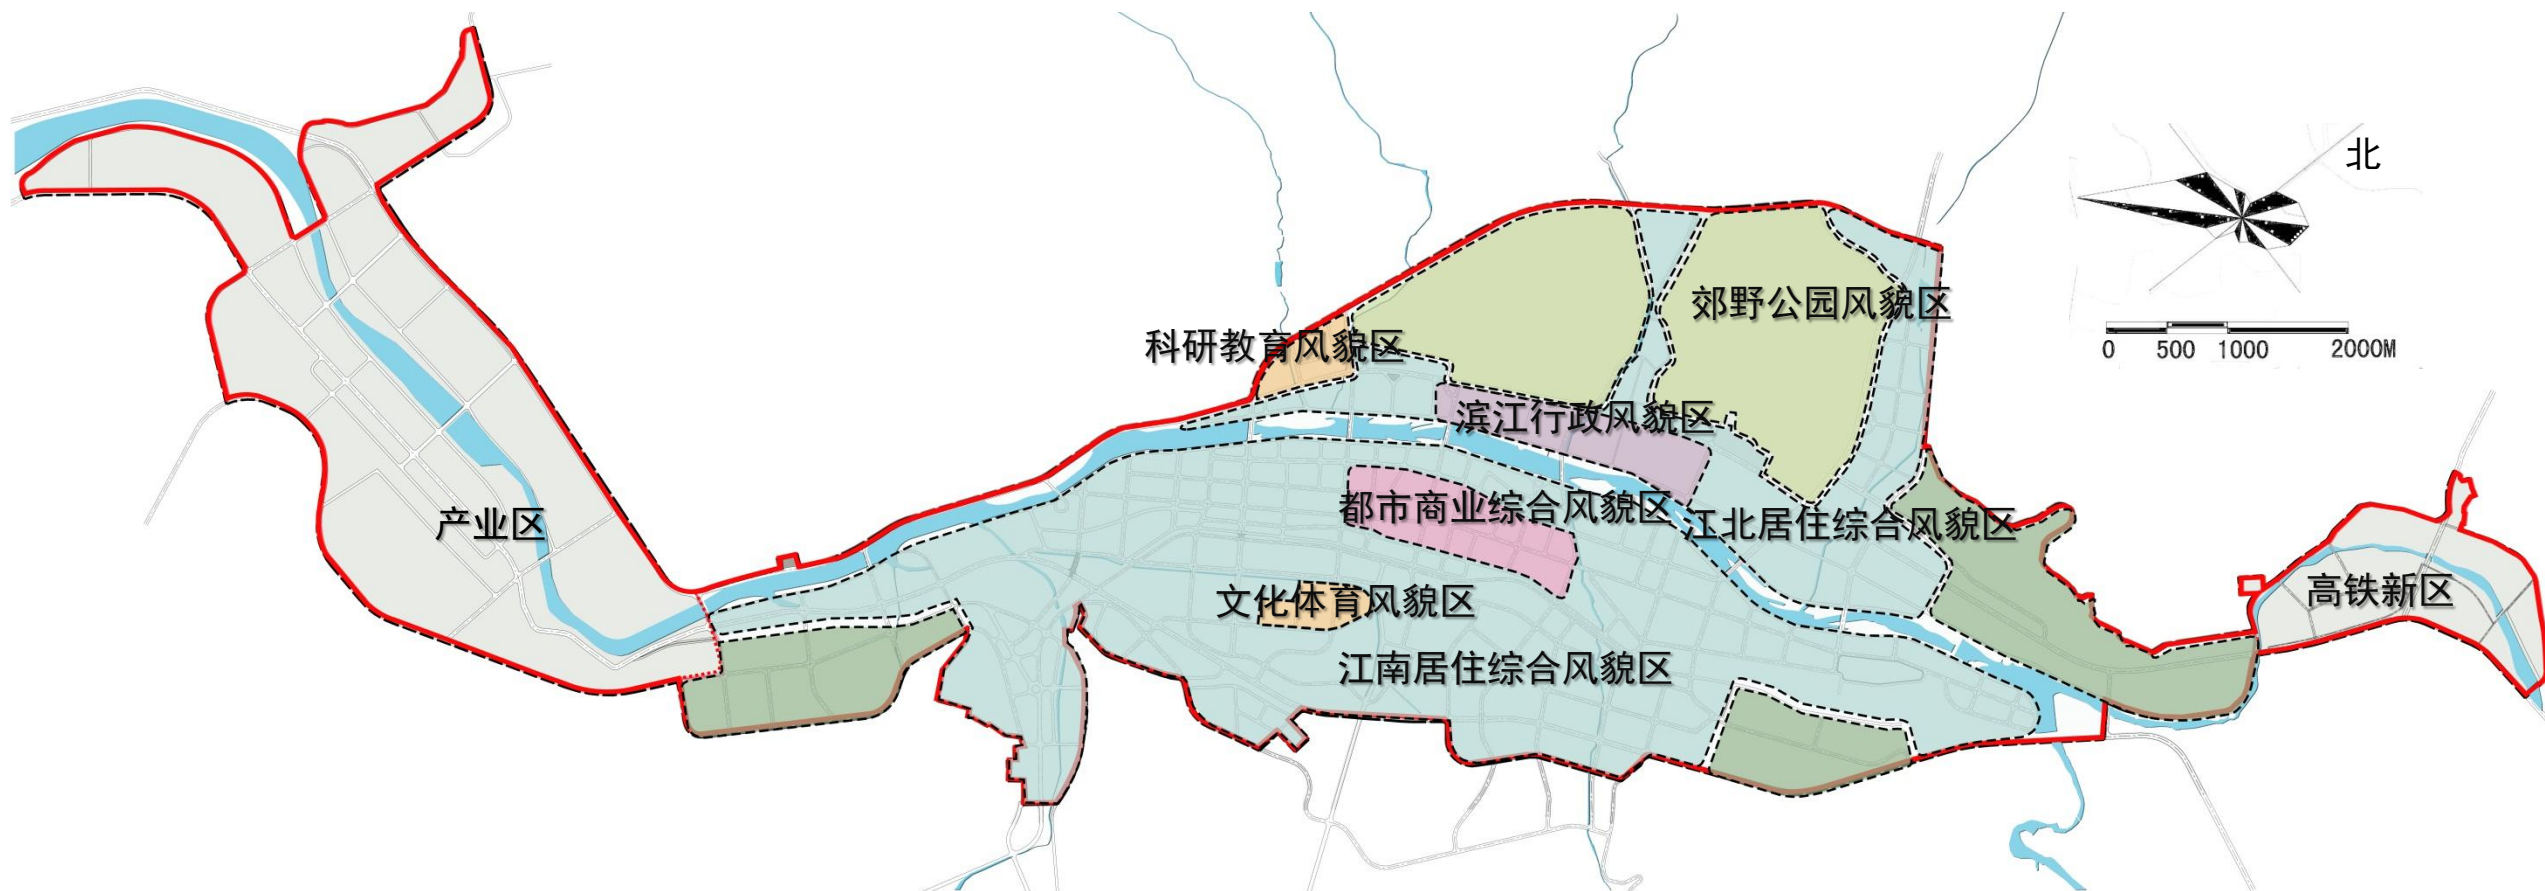 北
郊野公园风貌区
科研教育风貌区
0 500 1000 2000M
滨江行政风貌区
都市商业综合风貌区
江北居住综合风貌区
产业区
高铁新区
文化体育风貌区
江南居住综合风貌区